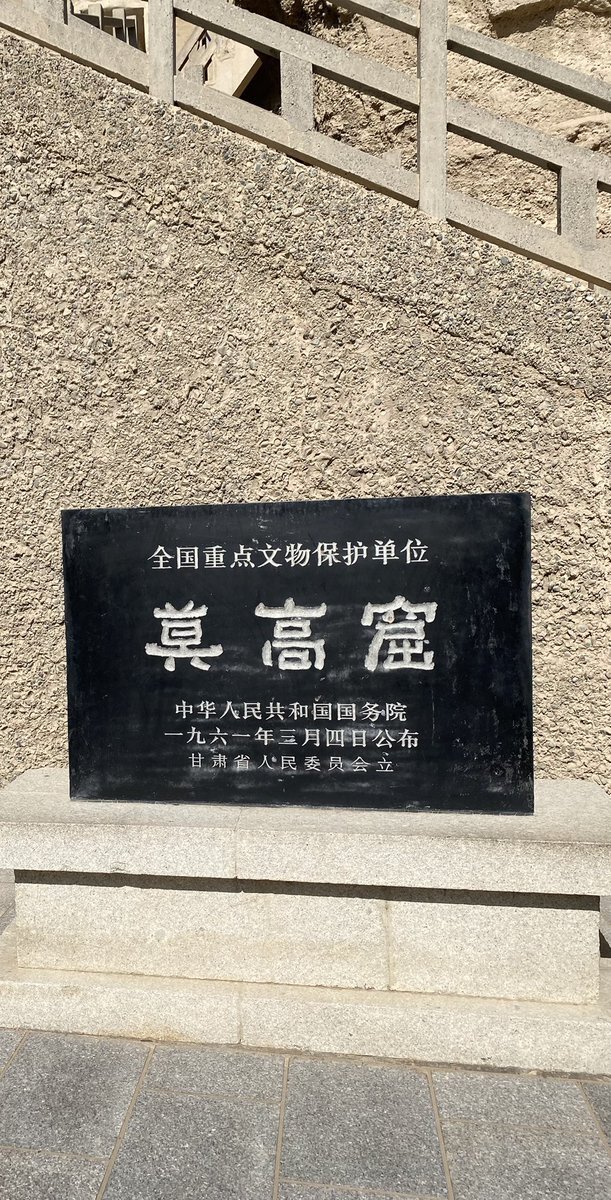 全国重点文物保护单位
莫高窟
中华人民共和国国务院
一九六一年三月四日公布
甘肃省人民委员会立